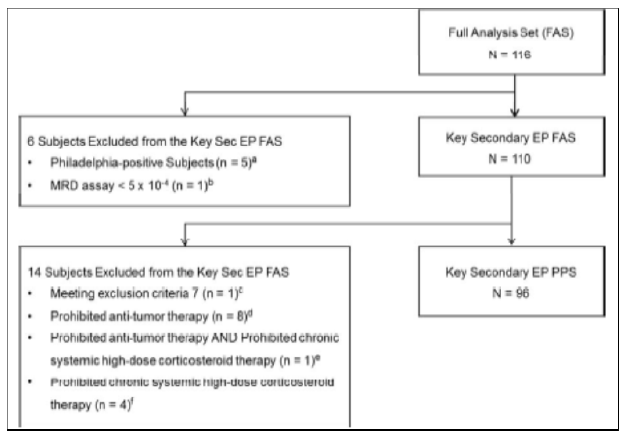 Full Analysis Set (FAS)
N = 116
6 Subjects Excluded from the Key Sec EP FAS
• Philadelphia-positive Subjects (n = 5)ᵃ
• MRD assay < 5 x 10⁻⁴ (n = 1)ᵇ
Key Secondary EP FAS
N = 110
14 Subjects Excluded from the Key Sec EP FAS
• Meeting exclusion criteria 7 (n = 1)ᶜ
• Prohibited anti-tumor therapy (n = 8)ᵈ
• Prohibited anti-tumor therapy AND Prohibited chronic
systemic high-dose corticosteroid therapy (n = 1)ᵉ
• Prohibited chronic systemic high-dose corticosteroid
therapy (n = 4)ᶠ
Key Secondary EP PPS
N = 96